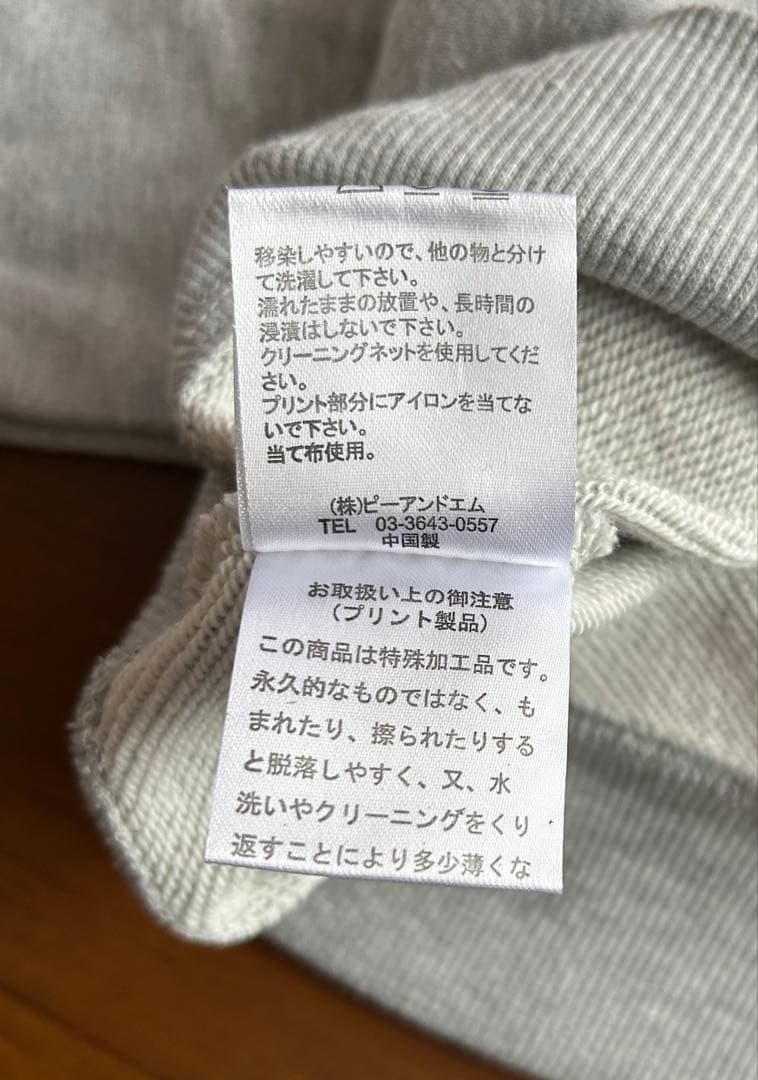 移染しやすいので、他の物と分け
て洗濯して下さい。
濡れたままの放置や、長時間の
浸漬はしないで下さい。
クリーニングネットを使用してくだ
さい。
プリント部分にアイロンを当てな
いで下さい。
当て布使用。
(株)ピーアンドエム
TEL 03-3643-0557
中国製
お取扱い上の御注意
(プリント製品)
この商品は特殊加工品です。
永久的なものではなく、も
まれたり、擦られたりする
と脱落しやすく、又、水
洗いやクリーニングをくり
返すことにより多少薄くな